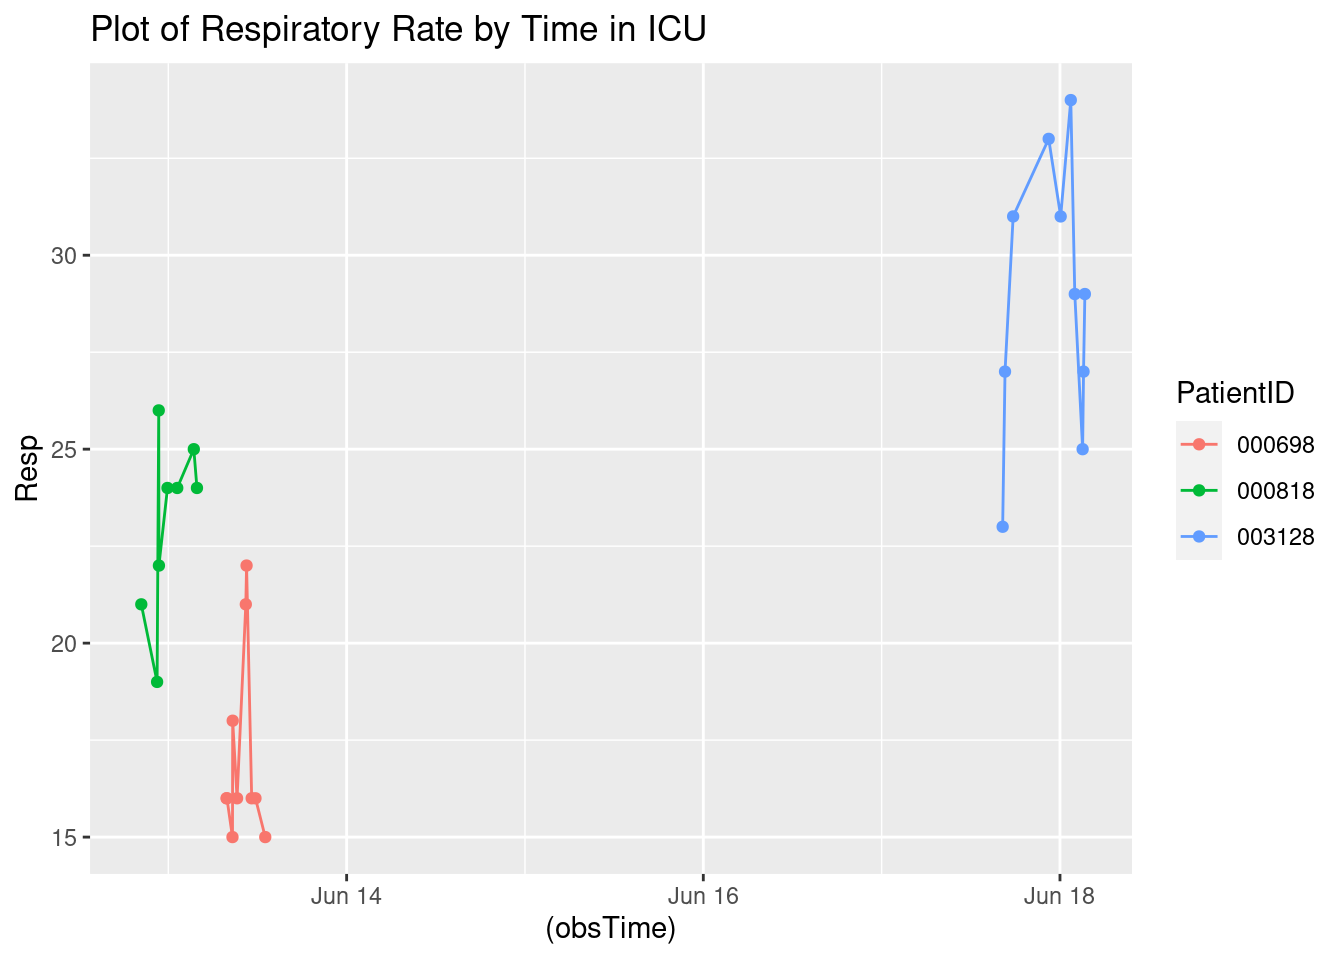 Plot of Respiratory Rate by Time in ICU
Resp
30
25
20
15
Jun 14
Jun 16
Jun 18
(obsTime)
PatientID
000698
000818
003128